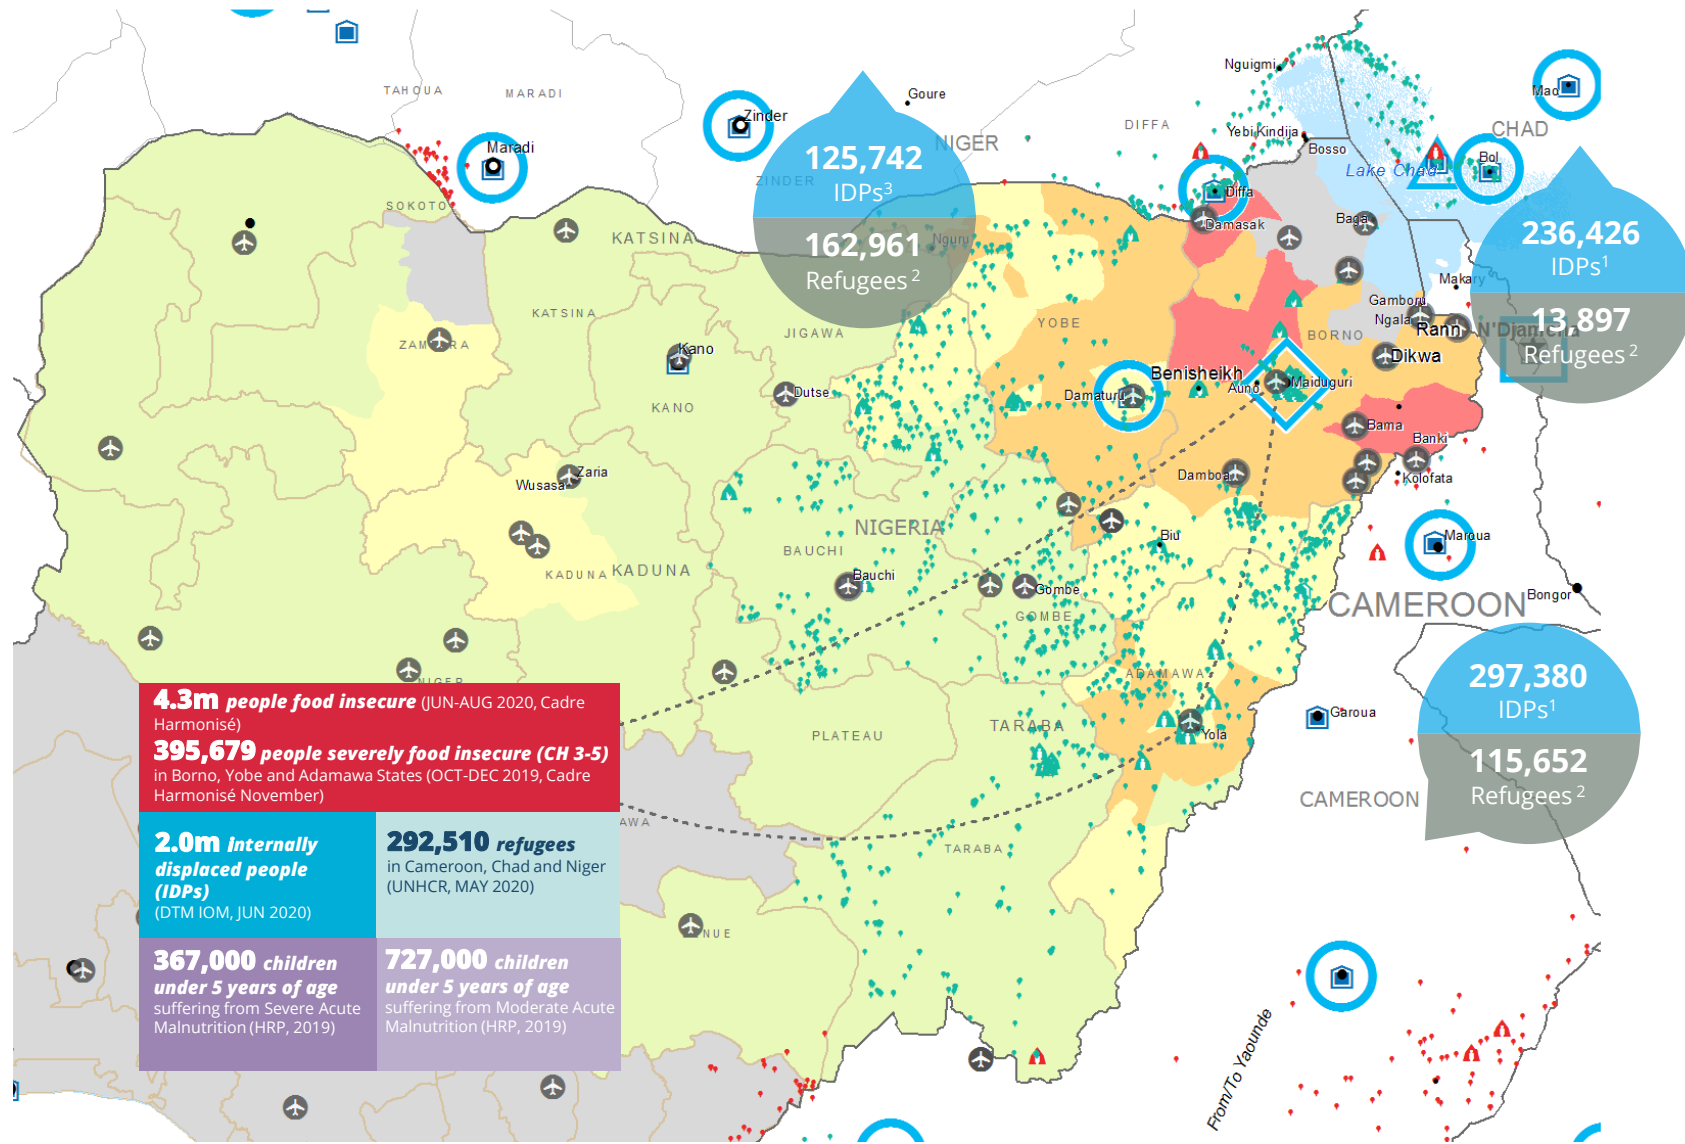 TAHOUA
MARADI
Goure
Zinder
Maradi
NIGER
DIFFA
Nguigmi
Yebi Kindija
Bosso
Mao
CHAD
Bol
Lake Chad
125,742
IDPs³
ZINDER
162,961
Refugees ²
Nguru
Diffa
Damasak
Baga
236,426
IDPs¹
13,897
Refugees ²
N'Djamena
Makary
Gamboru
Ngala
Rann
Dikwa
SOKOTO
KATSINA
KATSINA
JIGAWA
YOBE
BORNO
ZAMFARA
Kano
Dutse
KANO
Benisheikh
Auno
Maiduguri
Damaturu
Bama
Banki
Kolofata
Damboa
Zaria
Wusasa
NIGERIA
BAUCHI
Bauchi
Biu
Maroua
KADUNA
KADUNA
Gombe
GOMBE
CAMEROON
Bongor
ADAMAWA
NIGER
Yola
Garoua
TARABA
PLATEAU
297,380
IDPs¹
115,652
Refugees ²
CAMEROON
4.3m people food insecure (JUN-AUG 2020, Cadre
Harmonisé)
395,679 people severely food insecure (CH 3-5)
in Borno, Yobe and Adamawa States (OCT-DEC 2019, Cadre
Harmonisé November)
AWA
TARABA
2.0m Internally
displaced people
(IDPs)
(DTM IOM, JUN 2020)
292,510 refugees
in Cameroon, Chad and Niger
(UNHCR, MAY 2020)
NUE
367,000 children
under 5 years of age
suffering from Severe Acute
Malnutrition (HRP, 2019)
727,000 children
under 5 years of age
suffering from Moderate Acute
Malnutrition (HRP, 2019)
From/To Yaounde